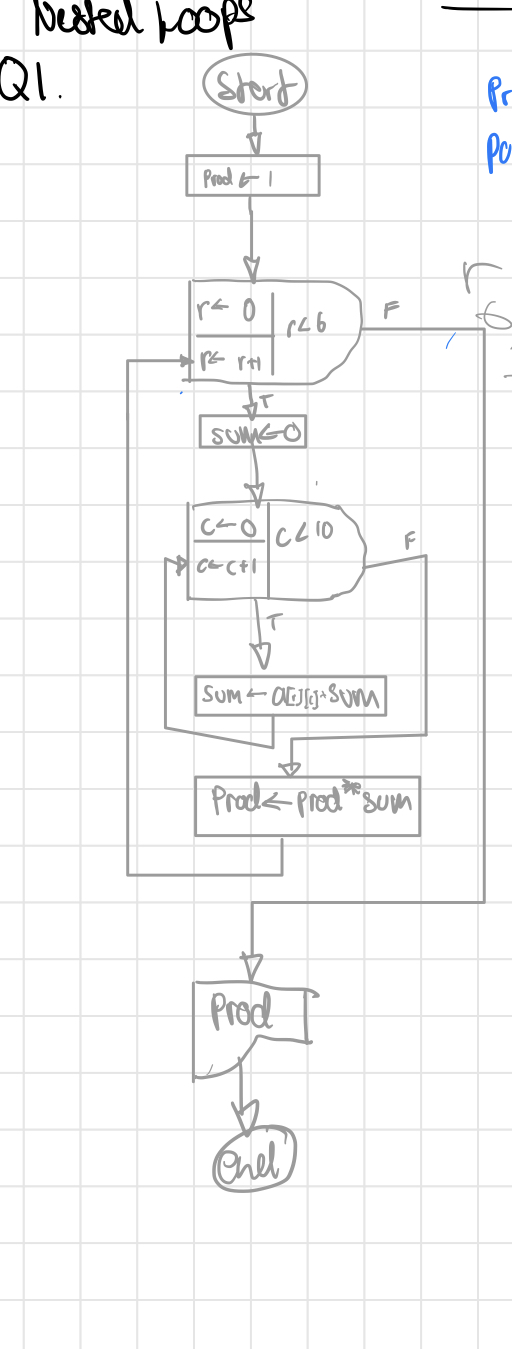 Nested Loops
Q1.
Start
Pr
Prod ← 1
Po
r ← 0
r < 6
F
r
6
r ← r+1
T
sum ← 0
c ← 0
c < 10
F
c ← c+1
T
sum ← a[r][c]+sum
Prod ← prod * sum
Prod
End